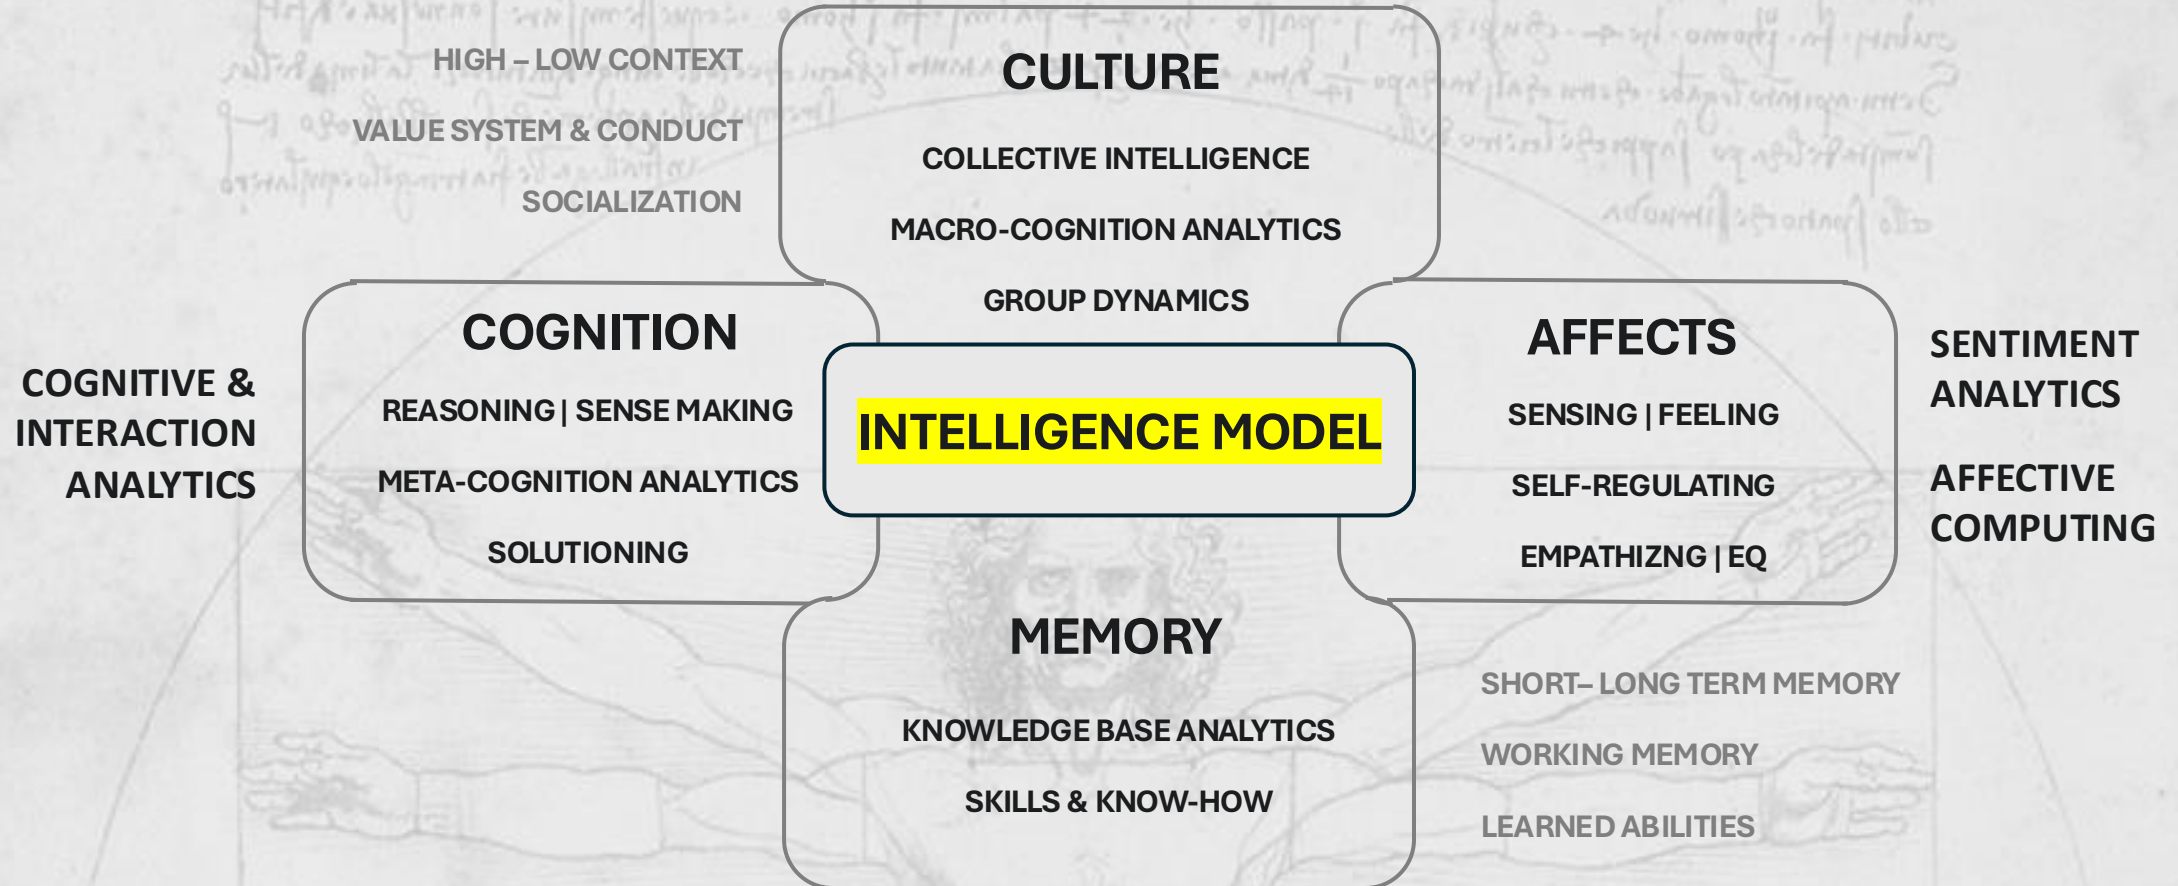 HIGH – LOW CONTEXT
VALUE SYSTEM & CONDUCT
SOCIALIZATION
CULTURE
COLLECTIVE INTELLIGENCE
MACRO-COGNITION ANALYTICS
GROUP DYNAMICS
COGNITIVE &
INTERACTION
ANALYTICS
COGNITION
REASONING | SENSE MAKING
META-COGNITION ANALYTICS
SOLUTIONING
INTELLIGENCE MODEL
AFFECTS
SENSING | FEELING
SELF-REGULATING
EMPATHIZNG | EQ
SENTIMENT
ANALYTICS
AFFECTIVE
COMPUTING
MEMORY
KNOWLEDGE BASE ANALYTICS
SKILLS & KNOW-HOW
SHORT– LONG TERM MEMORY
WORKING MEMORY
LEARNED ABILITIES